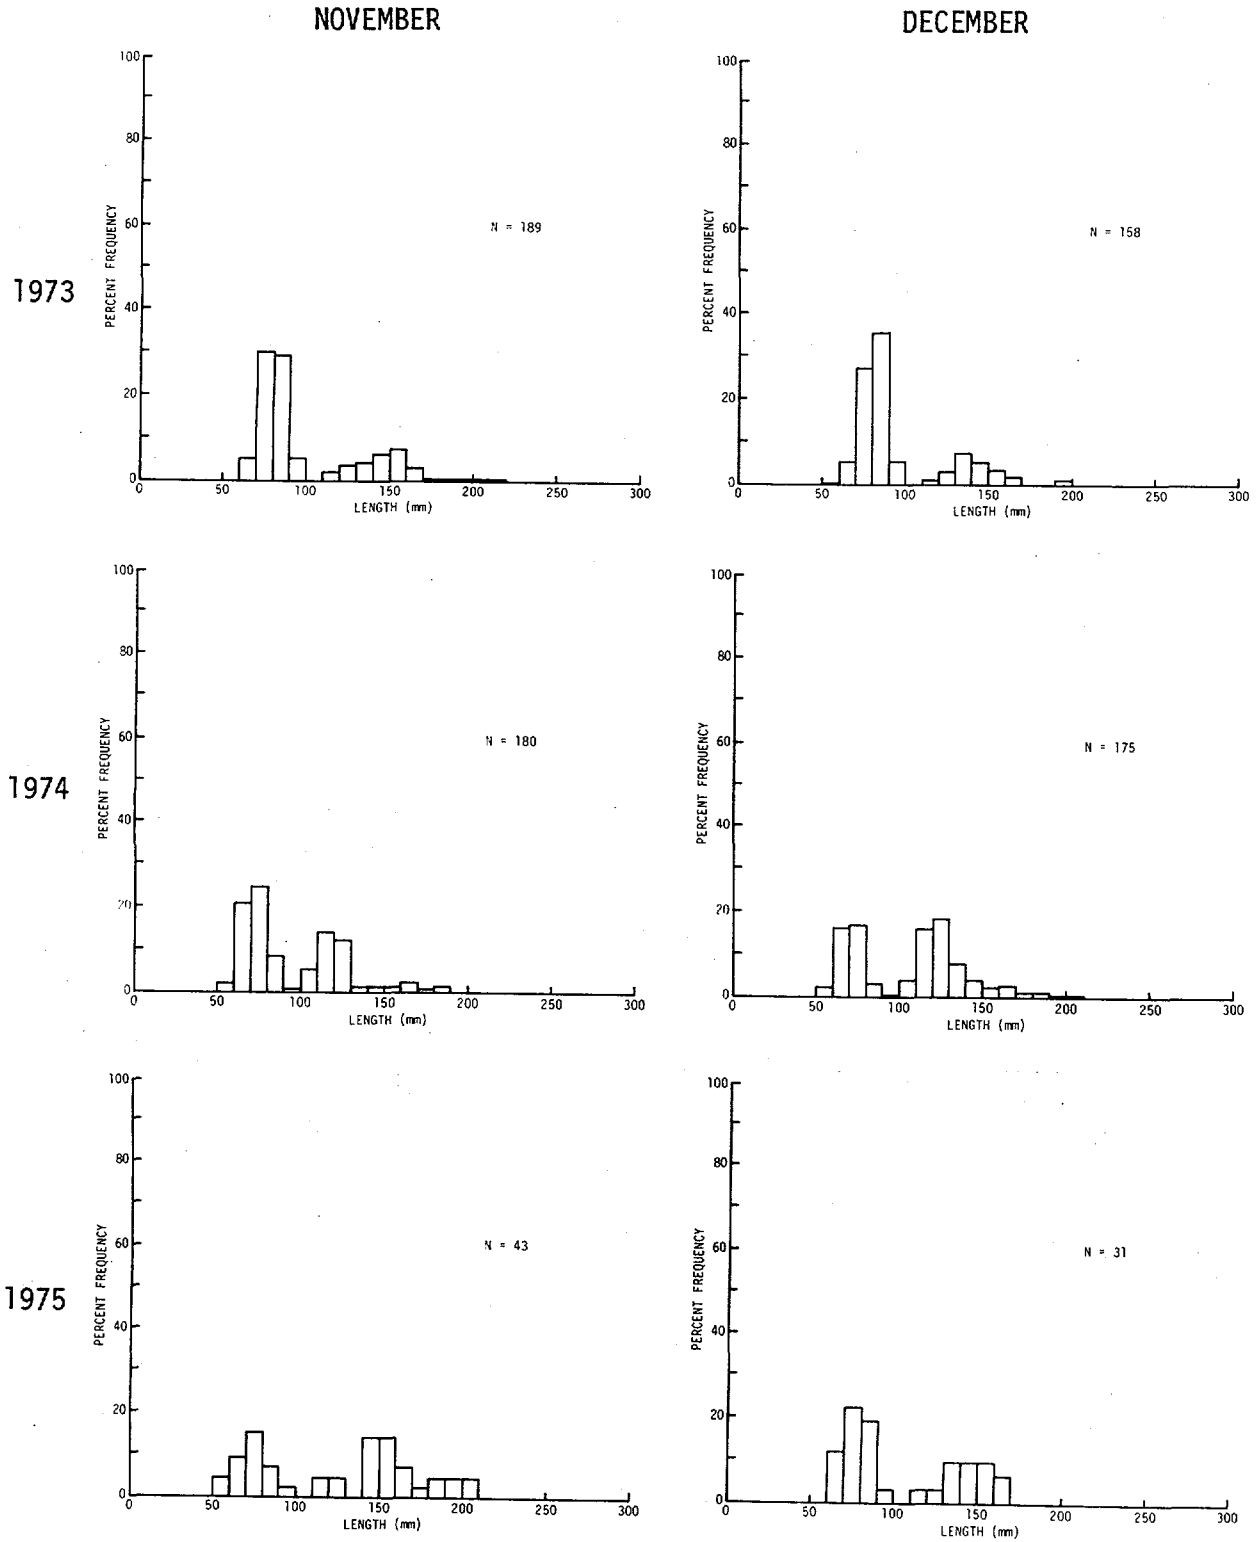 NOVEMBER
DECEMBER
1973
100
80
60
40
20
0
PERCENT FREQUENCY
N = 189
0 50 100 150 200 250 300
LENGTH (mm)
100
80
60
40
20
0
PERCENT FREQUENCY
N = 158
0 50 100 150 200 250 300
LENGTH (mm)
1974
100
80
60
40
20
0
PERCENT FREQUENCY
N = 180
0 50 100 150 200 250 300
LENGTH (mm)
100
80
60
40
20
0
PERCENT FREQUENCY
N = 175
0 50 100 150 200 250 300
LENGTH (mm)
1975
100
80
60
40
20
0
PERCENT FREQUENCY
N = 43
0 50 100 150 200 250 300
LENGTH (mm)
100
80
60
40
20
0
PERCENT FREQUENCY
N = 31
0 50 100 150 200 250 300
LENGTH (mm)